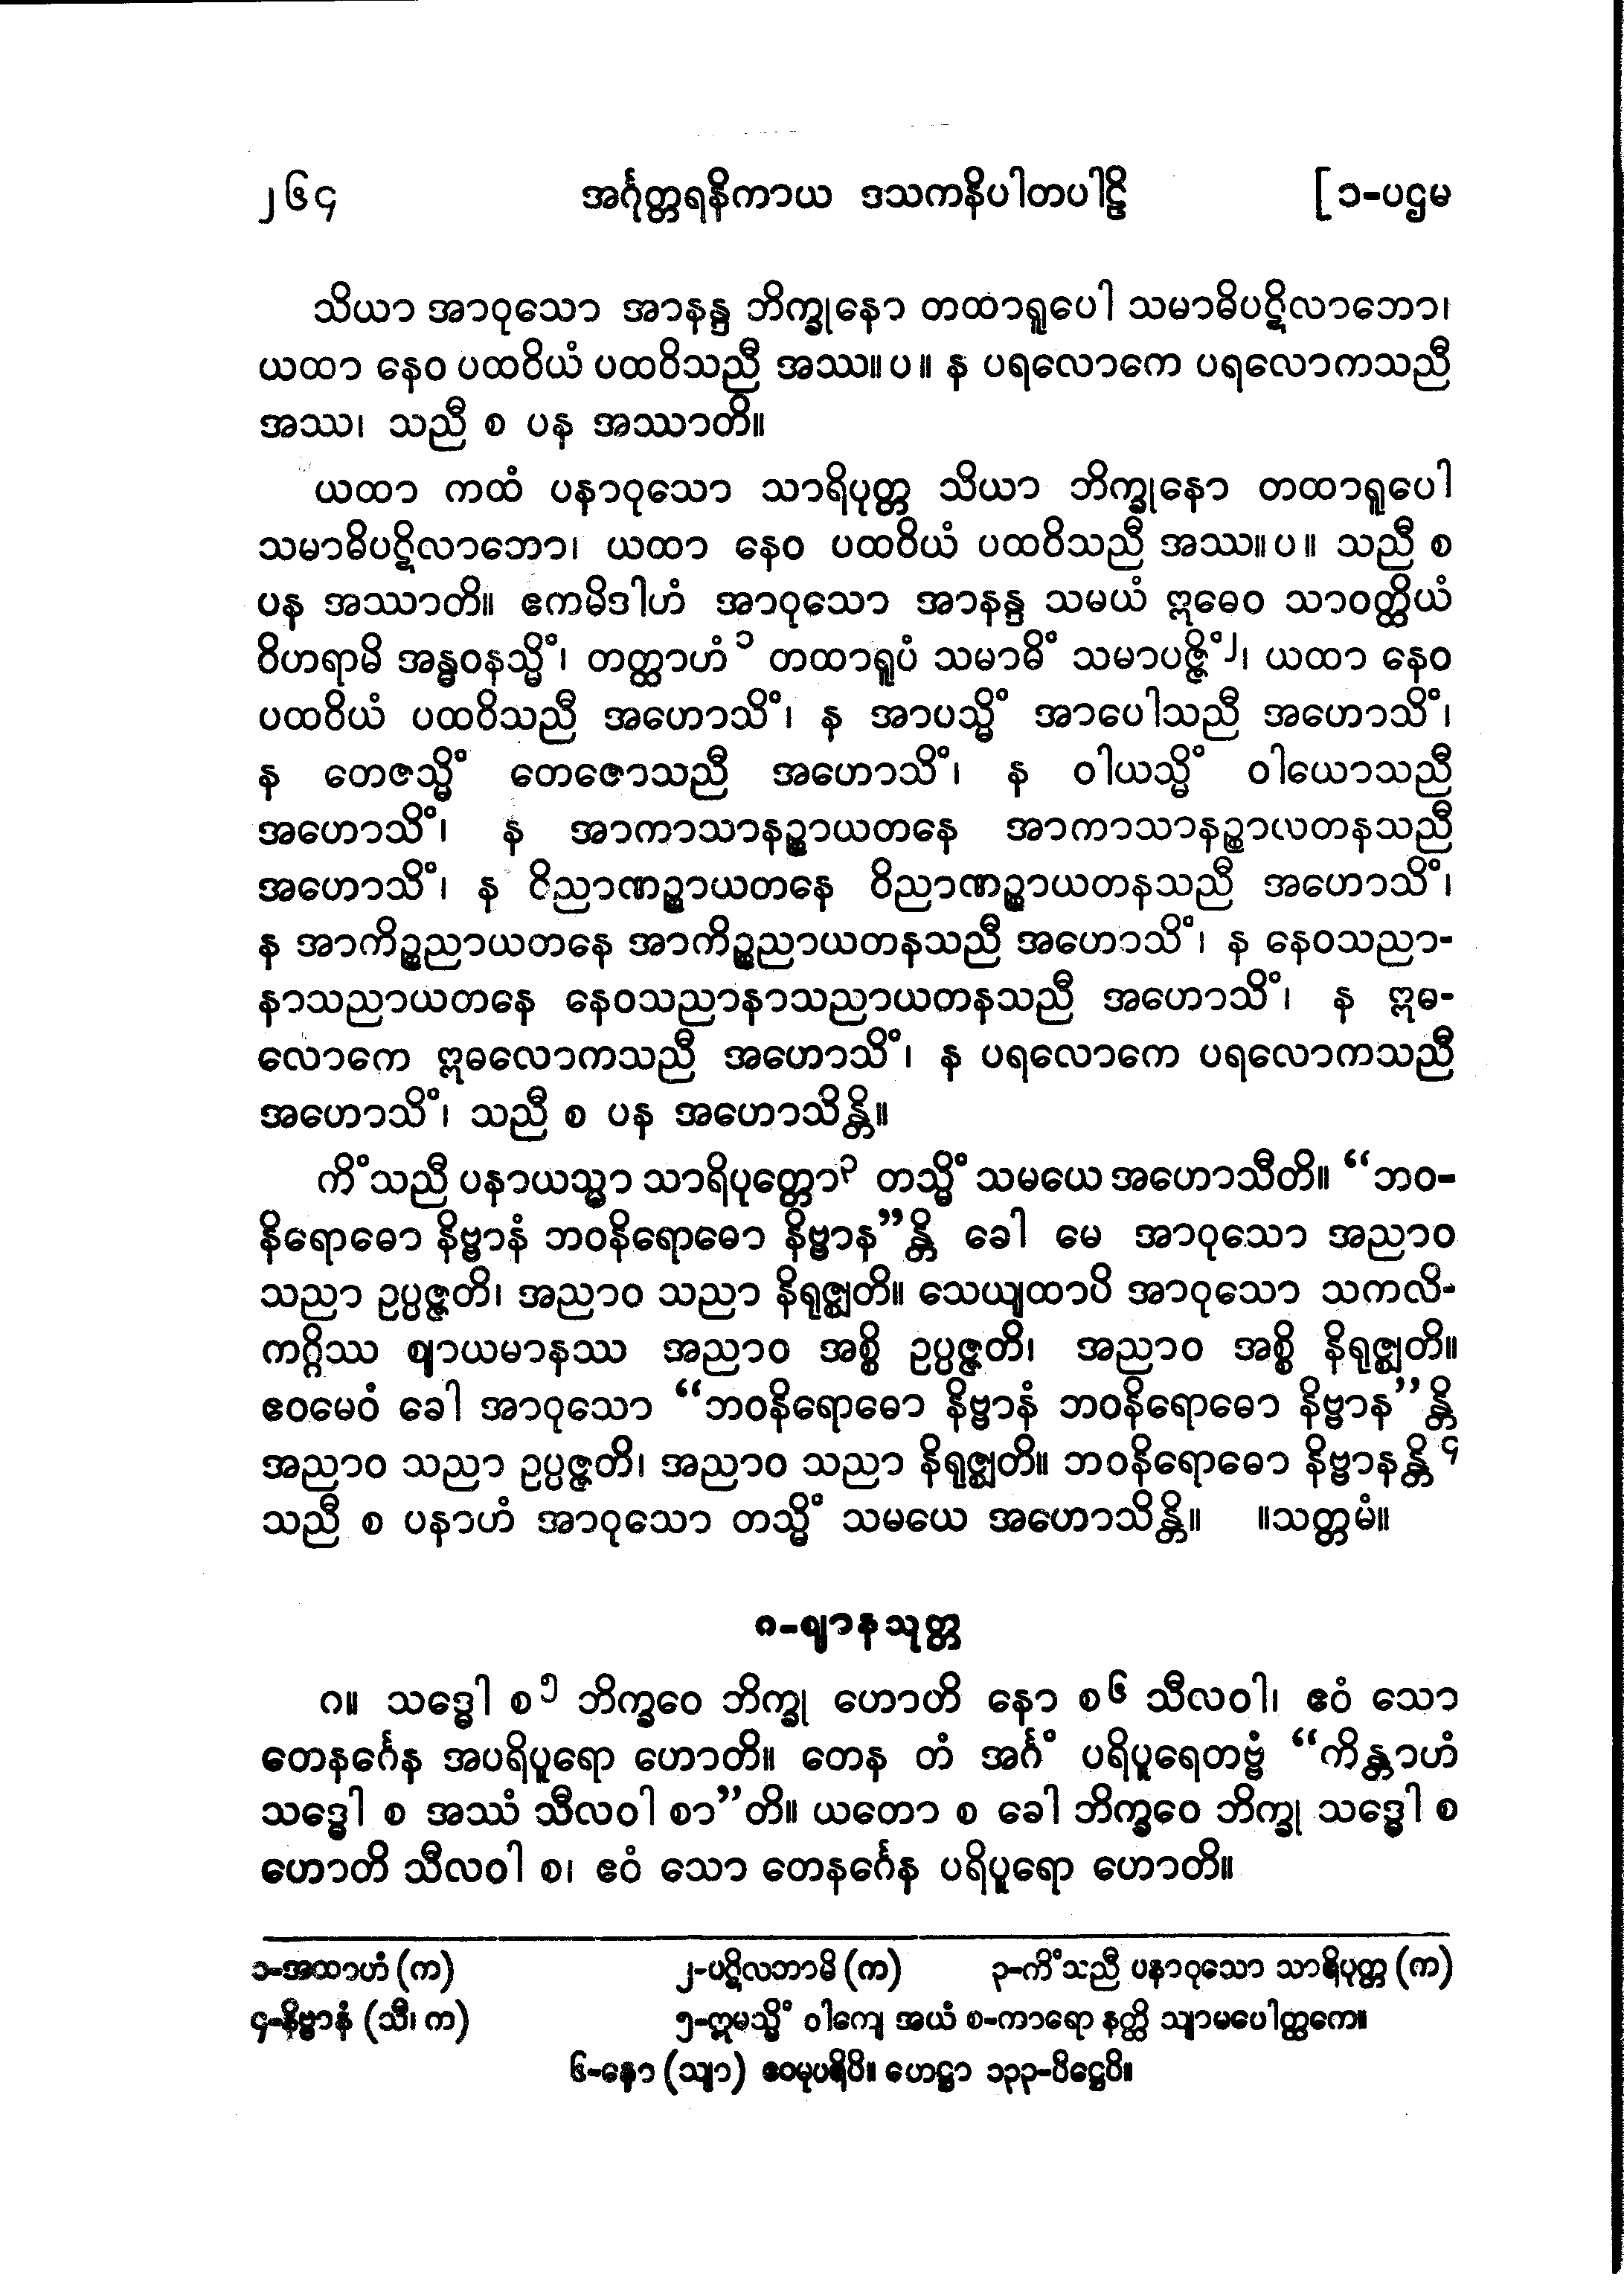 ၂၆၄ အင်္ဂုတ္တရနိကာယ ဒသကနိပါတပါဠိ [၁-ပဌမ
သိယာ အာဝုသော အာနန္ဒ ဘိက္ခုနော တထာရူပေါ သမာဓိပဋိလာဘော၊
ယထာ နေဝ ပထဝိယံ ပထဝိသညီ အဿ။ပ။ န ပရလောကေ ပရလောကသညီ
အဿ၊ သညီ စ ပန အဿာတိ။
ယထာ ကထံ ပနာဝုသော သာရိပုတ္တ သိယာ ဘိက္ခုနော တထာရူပေါ
သမာဓိပဋိလာဘော၊ ယထာ နေဝ ပထဝိယံ ပထဝိသညီ အဿ။ပ။ သညီ စ
ပန အဿာတိ။ ဧကမိဒါဟံ အာဝုသော အာနန္ဒ သမယံ ဣဓေဝ သာဝတ္ထိယံ
ဝိဟရာမိ အန္ဓဝနသ္မိံ၊ တတ္ထာဟံ ၁ တထာရူပံ သမာဓိံ သမာပဇ္ဇိံ ၂၊ ယထာ နေဝ
ပထဝိယံ ပထဝိသညီ အဟောသိံ၊ န အာပသ္မိံ အာပေါသညီ အဟောသိံ၊
န တေဇသ္မိံ တေဇောသညီ အဟောသိံ၊ န ဝါယသ္မိံ ဝါယောသညီ
အဟောသိံ၊ န အာကာသာနဉ္စာယတနေ အာကာသာနဉ္စာယတနသညီ
အဟောသိံ၊ န ဝိညာဏဉ္စာယတနေ ဝိညာဏဉ္စာယတနသညီ အဟောသိံ၊
န အာကိဉ္စညာယတနေ အာကိဉ္စညာယတနသညီ အဟောသိံ၊ န နေဝသညာ-
နာသညာယတနေ နေဝသညာနာသညာယတနသညီ အဟောသိံ၊ န ဣဓ-
လောကေ ဣဓလောကသညီ အဟောသိံ၊ န ပရလောကေ ပရလောကသညီ
အဟောသိံ၊ သညီ စ ပန အဟောသိန္တိ။
ကိံ သညီ ပနာယသ္မာ သာရိပုတ္တော ၃ တသ္မိံ သမယေ အဟောသီတိ။ “ဘဝ-
နိရောဓော နိဗ္ဗာနံ ဘဝနိရောဓော နိဗ္ဗာန”န္တိ ခေါ မေ အာဝုသော အညာဝ
သညာ ဥပ္ပဇ္ဇတိ၊ အညာဝ သညာ နိရုဇ္ဈတိ။ သေယျထာပိ အာဝုသော သကလိ-
ကဂ္ဂိဿ ဈာယမာနဿ အညာဝ အစ္စိ ဥပ္ပဇ္ဇတိ၊ အညာဝ အစ္စိ နိရုဇ္ဈတိ။
ဧဝမေဝံ ခေါ အာဝုသော “ဘဝနိရောဓော နိဗ္ဗာနံ ဘဝနိရောဓော နိဗ္ဗာန”န္တိ
အညာဝ သညာ ဥပ္ပဇ္ဇတိ၊ အညာဝ သညာ နိရုဇ္ဈတိ။ ဘဝနိရောဓော နိဗ္ဗာနန္တိ ၄
သညီ စ ပနာဟံ အာဝုသော တသ္မိံ သမယေ အဟောသိန္တိ။ ။သတ္တမံ။
၈-ဈာနသုတ္တ
၈။ သဒ္ဓေါ စ ၅ ဘိက္ခဝေ ဘိက္ခု ဟောတိ နော စ ၆ သီလဝါ၊ ဧဝံ သော
တေနင်္ဂေန အပရိပူရော ဟောတိ။ တေန တံ အင်္ဂံ ပရိပူရေတဗ္ဗံ “ကိန္တာဟံ
သဒ္ဓေါ စ အဿံ သီလဝါ စာ”တိ။ ယတော စ ခေါ ဘိက္ခဝေ ဘိက္ခု သဒ္ဓေါ စ
ဟောတိ သီလဝါ စ၊ ဧဝံ သော တေနင်္ဂေန ပရိပူရော ဟောတိ။
၁-အထာဟံ (က) ၂-ပဋိလဘာမိ (က) ၃-ကိံ သညီ ပနာဝုသော သာရိပုတ္တ (က)
၄-နိဗ္ဗာနံ (သီ၊ က) ၅-ဣမသ္မိံ ဝါကျေ အယံ စ-ကာရော နတ္ထိ သျာမပေါတ္ထကေ။
၆-နော (သျာ) ဧဝမုပရိပိ။ ဟေဋ္ဌာ ၁၃၃-ပိဋ္ဌေပိ။